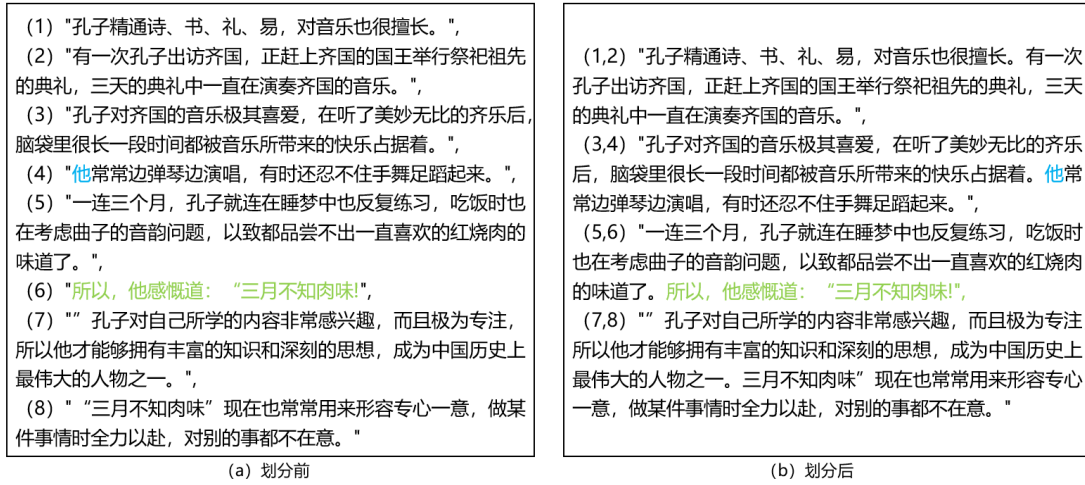 （1）"孔子精通诗、书、礼、易，对音乐也很擅长。",
（2）"有一次孔子出访齐国，正赶上齐国的国王举行祭祀祖先
的典礼，三天的典礼中一直在演奏齐国的音乐。",
（3）"孔子对齐国的音乐极其喜爱，在听了美妙无比的齐乐后，
脑袋里很长一段时间都被音乐所带来的快乐占据着。",
（4）"他常常边弹琴边演唱，有时还忍不住手舞足蹈起来。",
（5）"一连三个月，孔子就连在睡梦中也反复练习，吃饭时也
在考虑曲子的音韵问题，以致都品尝不出一直喜欢的红烧肉的
味道了。",
（6）"所以，他感慨道：“三月不知肉味!",
（7）"”孔子对自己所学的内容非常感兴趣，而且极为专注，
所以他才能够拥有丰富的知识和深刻的思想，成为中国历史上
最伟大的人物之一。",
（8）"“三月不知肉味”现在也常常用来形容专心一意，做某
件事情时全力以赴，对别的事都不在意。"
（a）划分前
（1,2）"孔子精通诗、书、礼、易，对音乐也很擅长。有一次
孔子出访齐国，正赶上齐国的国王举行祭祀祖先的典礼，三天
的典礼中一直在演奏齐国的音乐。",
（3,4）"孔子对齐国的音乐极其喜爱，在听了美妙无比的齐乐
后，脑袋里很长一段时间都被音乐所带来的快乐占据着。他常
常边弹琴边演唱，有时还忍不住手舞足蹈起来。",
（5,6）"一连三个月，孔子就连在睡梦中也反复练习，吃饭时
也在考虑曲子的音韵问题，以致都品尝不出一直喜欢的红烧肉
的味道了。所以，他感慨道：“三月不知肉味!",
（7,8）"”孔子对自己所学的内容非常感兴趣，而且极为专注
所以他才能够拥有丰富的知识和深刻的思想，成为中国历史上
最伟大的人物之一。三月不知肉味”现在也常常用来形容专心
一意，做某件事情时全力以赴，对别的事都不在意。"
（b）划分后